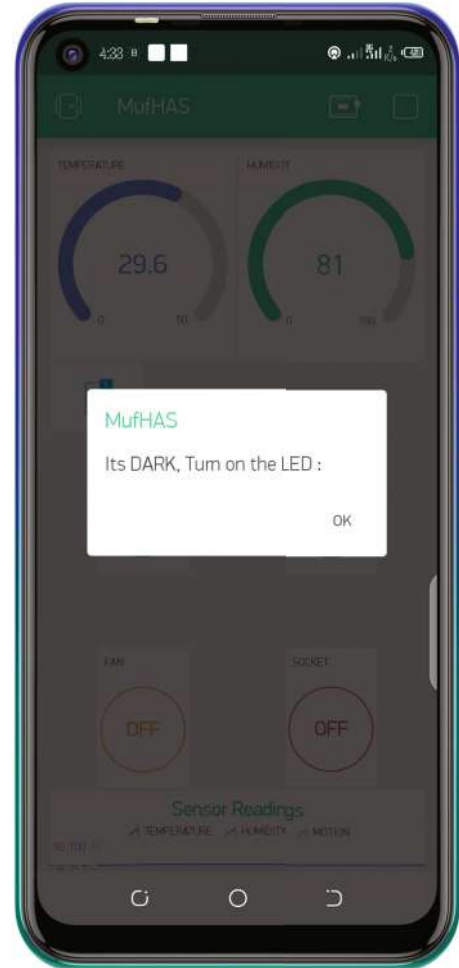 4:33
MufHAS
TEMPERATURE
HUMIDITY
29.6
81
0
0
MufHAS
Its DARK, Turn on the LED :
OK
FAN
SOCKET
OFF
OFF
Sensor Readings
TEMPERATURE HUMIDITY MOTION